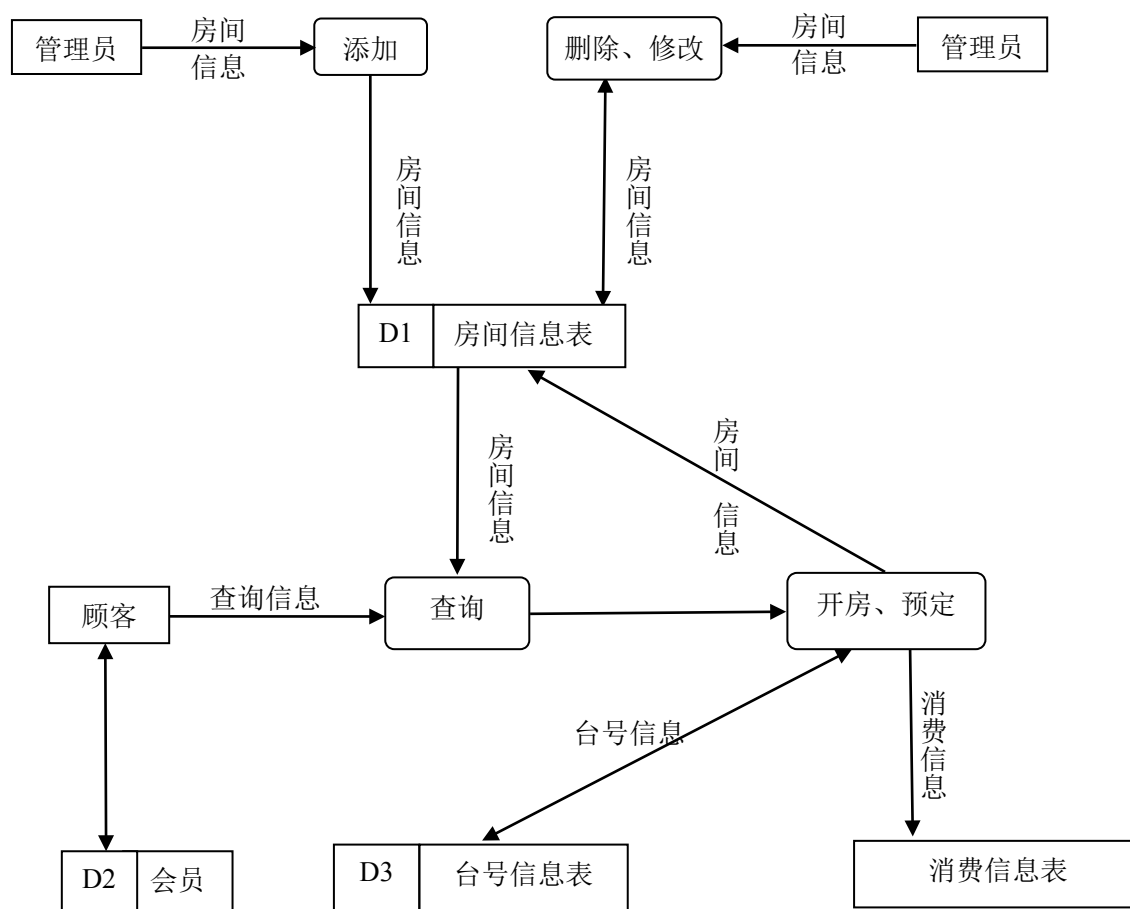 管理员
房间
信息
添加
删除、修改
房间
信息
管理员
房间信息
房间信息
D1
房间信息表
房间信息
房间
信息
顾客
查询信息
查询
开房、预定
台号信息
消费信息
D2
会员
D3
台号信息表
消费信息表